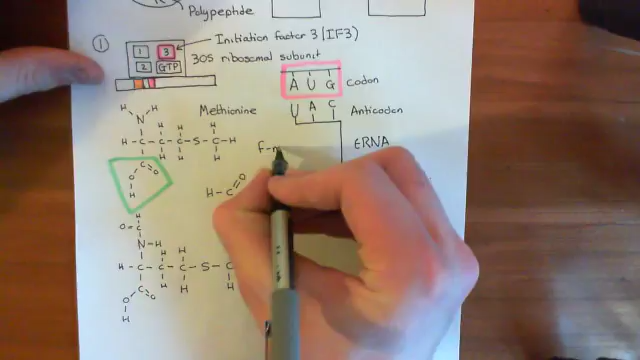 Polypeptide
① Initiation factor 3 (IF3)
1 3
2 GTP
30S ribosomal subunit
A U G Codon
U A C Anticodon
Methionine
H H
N
H H H
H - C - C - C - S - C - H
H H H
C
O O
H
tRNA
f-m
H - C = O
H
O = C
N - H
H H
H - C - C - C - S - C
H H H
C
O O
H